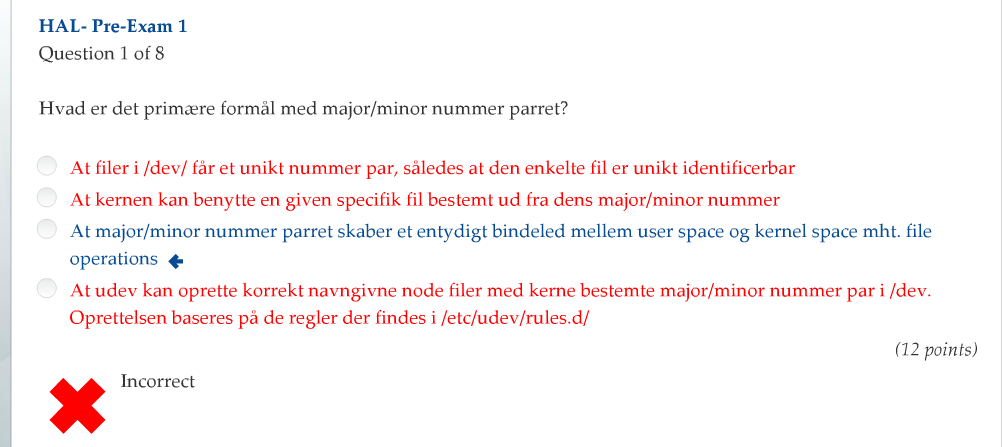 HAL- Pre-Exam 1
Question 1 of 8
Hvad er det primære formål med major/minor nummer parret?
At filer i /dev/ får et unikt nummer par, således at den enkelte fil er unikt identificerbar
At kernen kan benytte en given specifik fil bestemt ud fra dens major/minor nummer
At major/minor nummer parret skaber et entydigt bindeled mellem user space og kernel space mht. file
operations
At udev kan oprette korrekt navngivne node filer med kerne bestemte major/minor nummer par i /dev.
Oprettelsen baseres på de regler der findes i /etc/udev/rules.d/
(12 points)
Incorrect